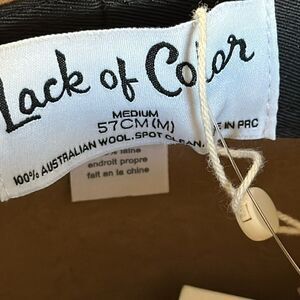 Lack of Color
MEDIUM
57CM (M)
100% AUSTRALIAN WOOL. SPOT CLEAN.
IN PRC
laine
endroit propre
fait en la chine